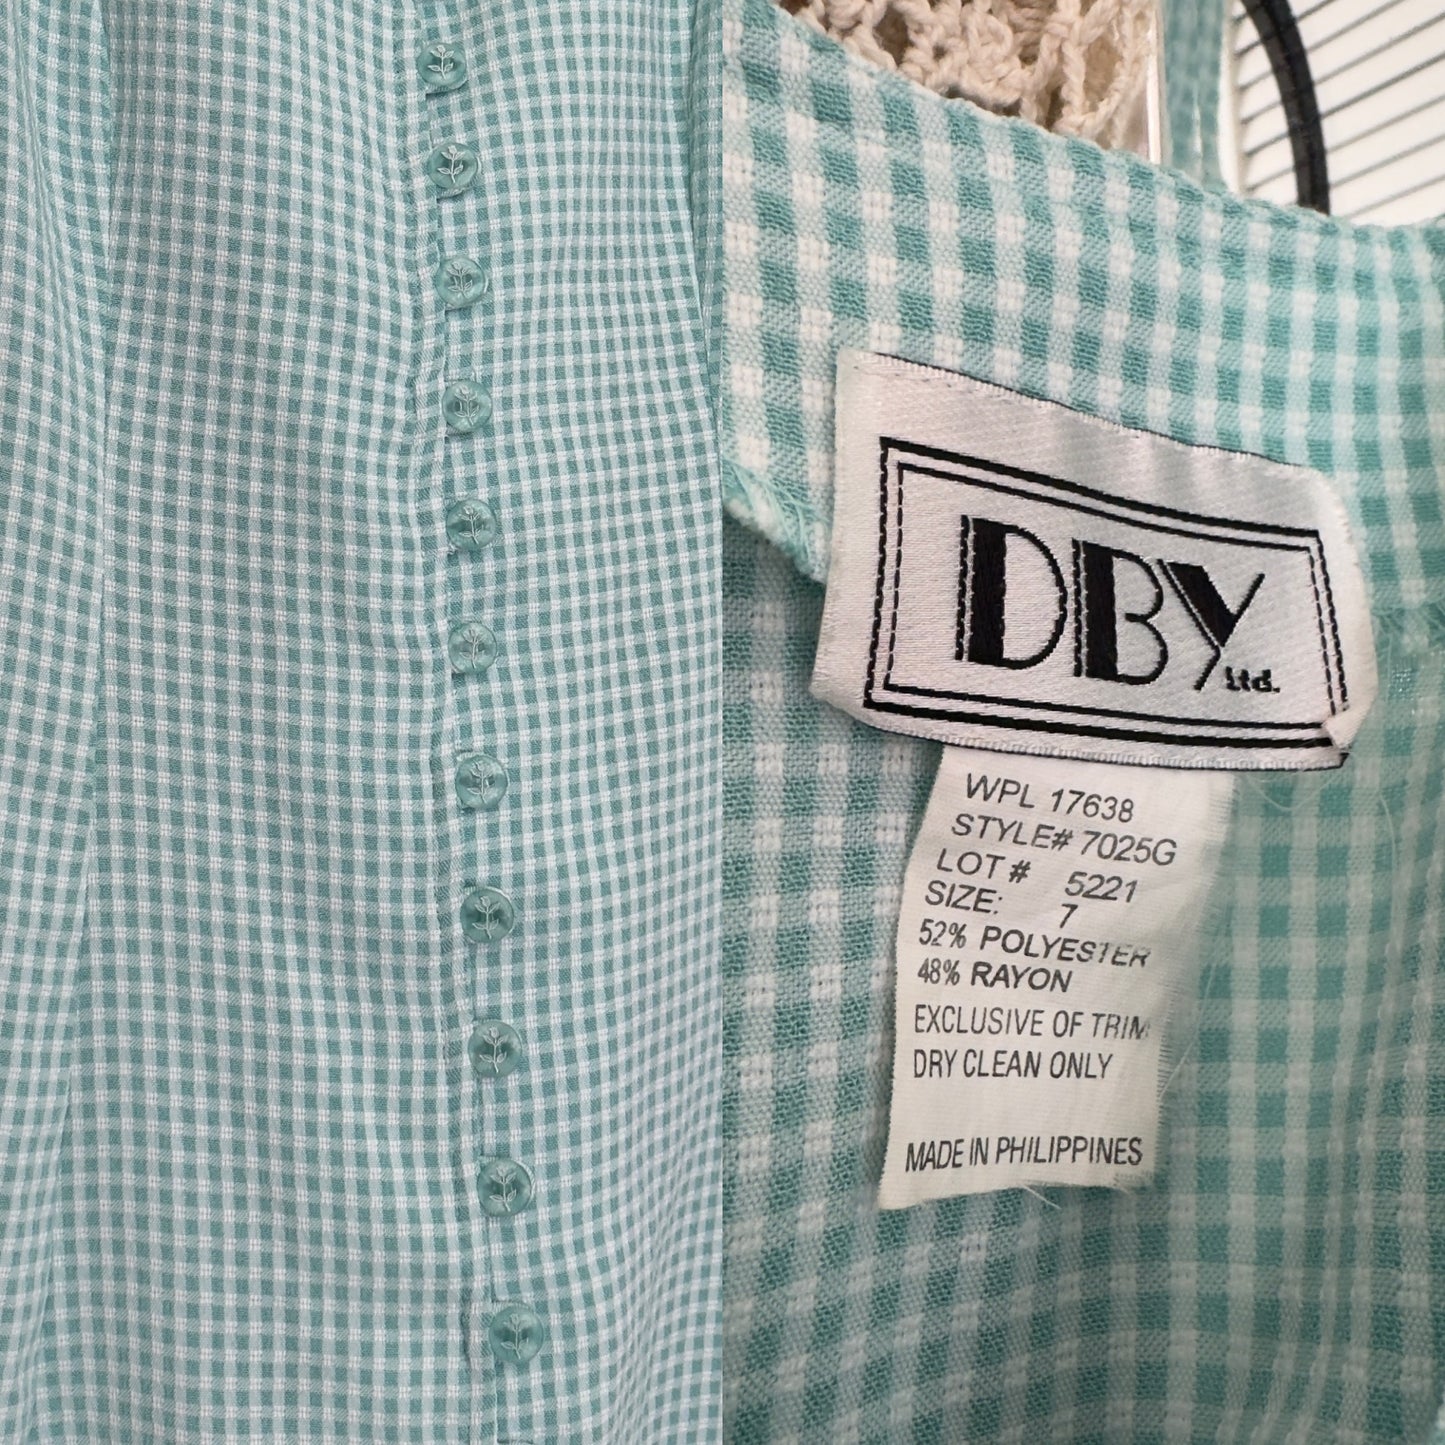 DBY Ltd.
WPL 17638
STYLE# 7025G
LOT # 5221
SIZE: 7
52% POLYESTER
48% RAYON
EXCLUSIVE OF TRIM
DRY CLEAN ONLY
MADE IN PHILIPPINES